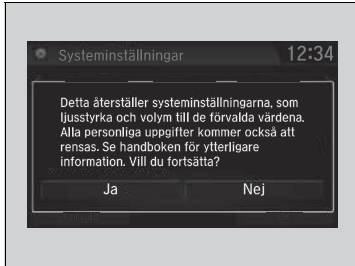 Systeminställningar 12:34
Detta återställer systeminställningarna, som
ljusstyrka och volym till de förvalda värdena.
Alla personliga uppgifter kommer också att
rensas. Se handboken för ytterligare
information. Vill du fortsätta?
Ja Nej